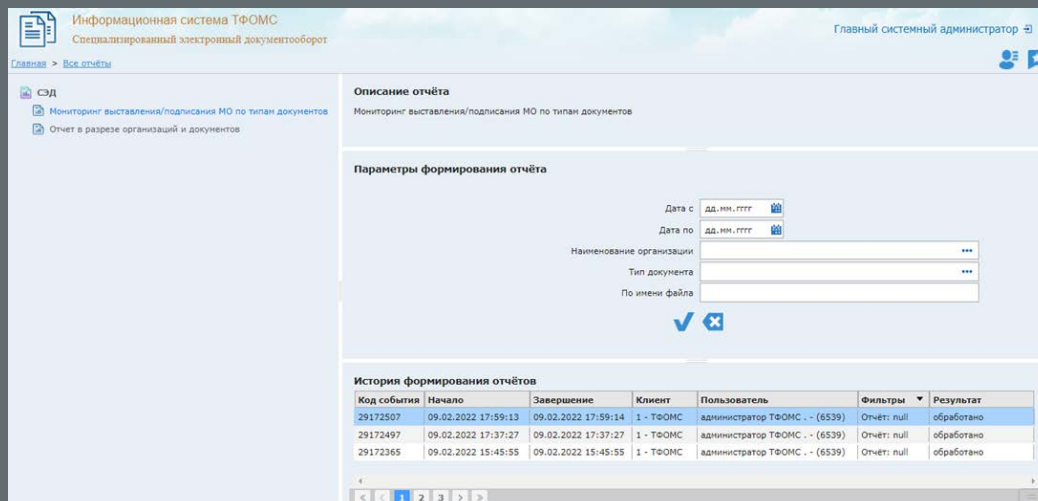 Информационная система ТФОМС
Специализированный электронный документооборот
Главный системный администратор
Главная > Все отчёты
СЭД
Мониторинг выставления/подписания МО по типам документов
Отчет в разрезе организаций и документов
Описание отчёта
Мониторинг выставления/подписания МО по типам документов
Параметры формирования отчёта
Дата с дд.мм.гггг
Дата по дд.мм.гггг
Наименование организации
Тип документа
По имени файла
История формирования отчётов
Код события Начало Завершение Клиент Пользователь Фильтры Результат
29172507 09.02.2022 17:59:13 09.02.2022 17:59:14 1 - ТФОМС администратор ТФОМС . - (6539) Отчёт: null обработано
29172497 09.02.2022 17:37:27 09.02.2022 17:37:27 1 - ТФОМС администратор ТФОМС . - (6539) Отчёт: null обработано
29172365 09.02.2022 15:45:55 09.02.2022 15:45:55 1 - ТФОМС администратор ТФОМС . - (6539) Отчёт: null обработано
1 2 3